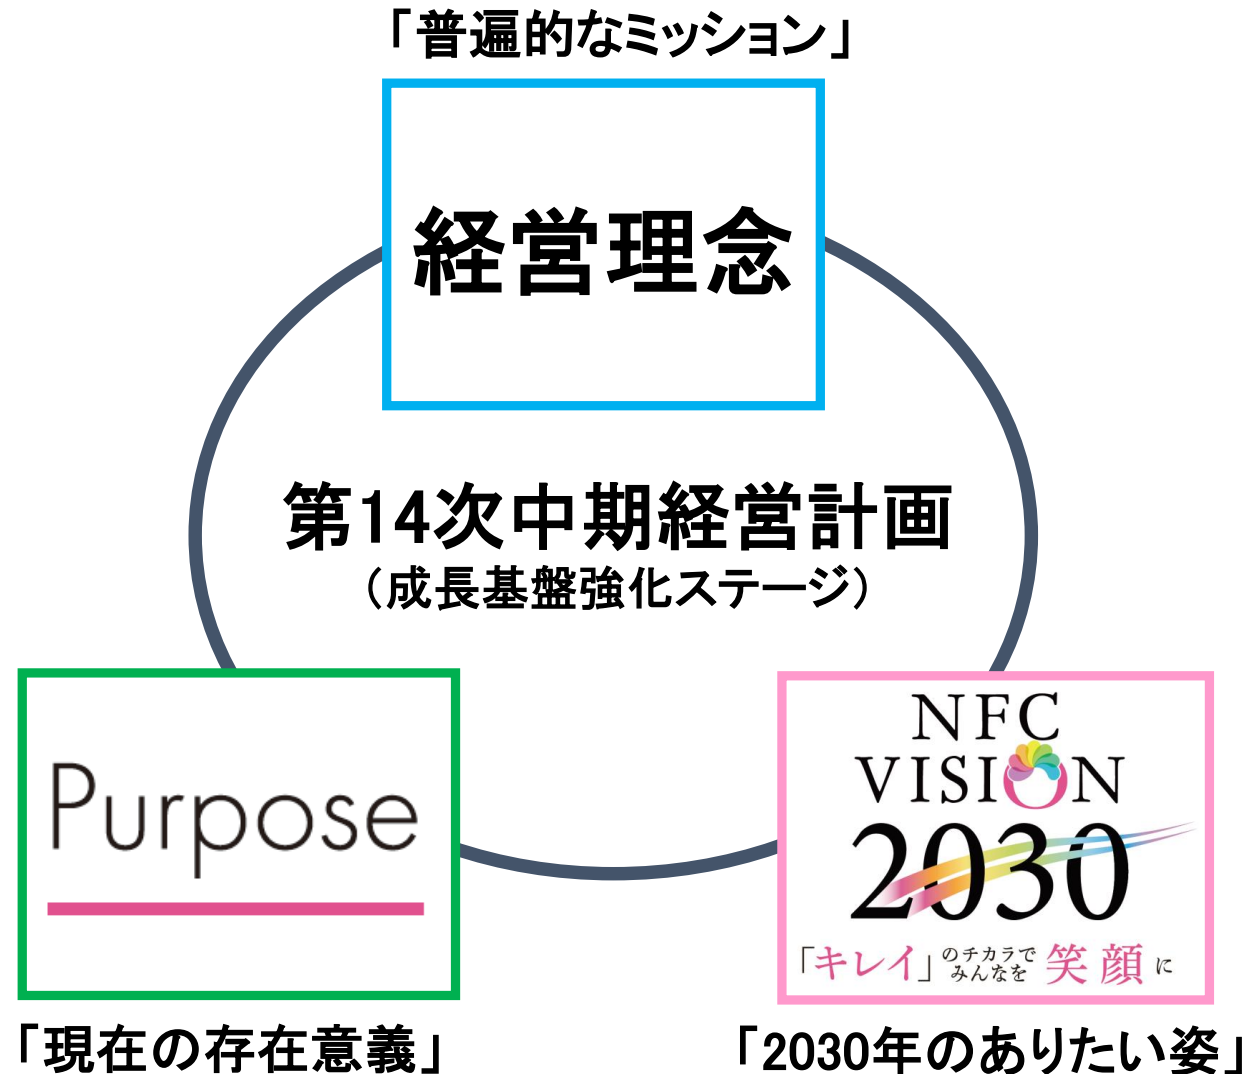 「普遍的なミッション」
経営理念
第14次中期経営計画
（成長基盤強化ステージ）
Purpose
「現在の存在意義」
NFC
VISION
2030
「キレイ」のチカラで
みんなを 笑顔に
「2030年のありたい姿」